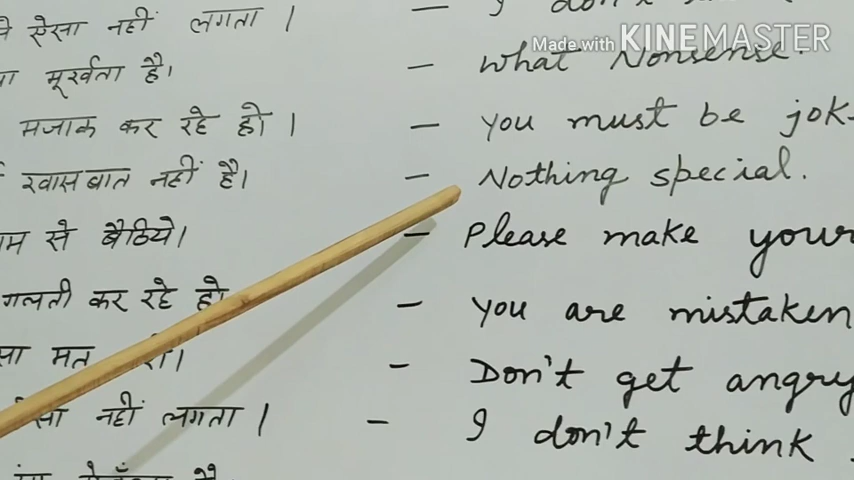 ऐसा नहीं लगता। — I don't
Made with KINEMASTER
मूर्खता है। — What Nonsense.
मजाक कर रहे हो। — You must be jok-
खास बात नहीं है। — Nothing special.
से बैठिये। — Please make your
गलती कर रहे हो — You are mistaken
मत — Don't get angry
नहीं लगता। — I don't think